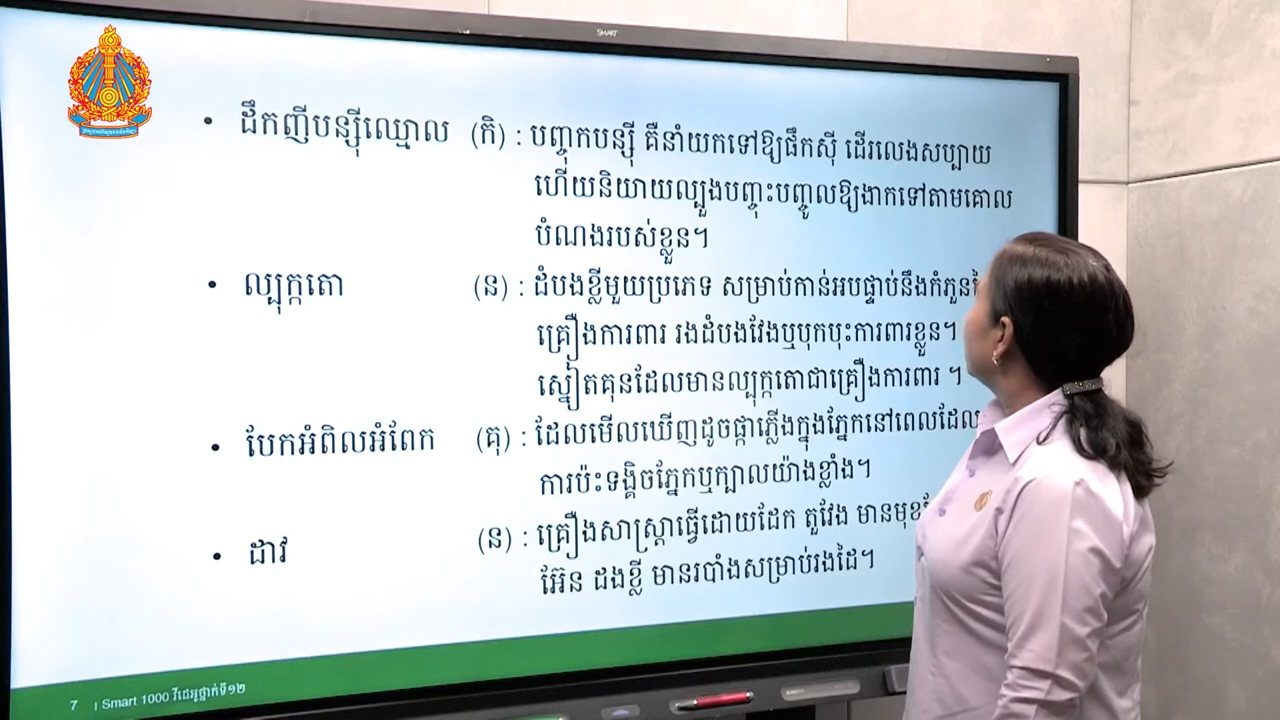 SMART
• ដឹកញីបន្ស៊ីឈ្មោល (កិ) : បញ្ចុកបន្ស៊ី គឺនាំយកទៅឱ្យផឹកស៊ី ដើរលេងសប្បាយ
ហើយនិយាយល្បួងបញ្ចុះបញ្ចូលឱ្យងាកទៅតាមគោល
បំណងរបស់ខ្លួន។
• ល្បុក្កតោ (ន) : ដំបងខ្លីមួយប្រភេទ សម្រាប់កាន់អបផ្ទាប់នឹងកំភួន
គ្រឿងការពារ រងដំបងវែងឬបុកបុះការពារខ្លួន។
ស្នៀតគុនដែលមានល្បុក្កតោជាគ្រឿងការពារ ។
• បែកអំពិលអំពែក (គុ) : ដែលមើលឃើញដូចផ្កាភ្លើងក្នុងភ្នែកនៅពេលដែល
ការប៉ះទង្គិចភ្នែកឬក្បាលយ៉ាងខ្លាំង។
• ដាវ (ន) : គ្រឿងសាស្ត្រាធ្វើដោយដែក តួវែង មានមុខ
អ៊ែន ដងខ្លី មានរបាំងសម្រាប់រងដៃ។
7 | Smart 1000 វីដេអូថ្នាក់ទី១២